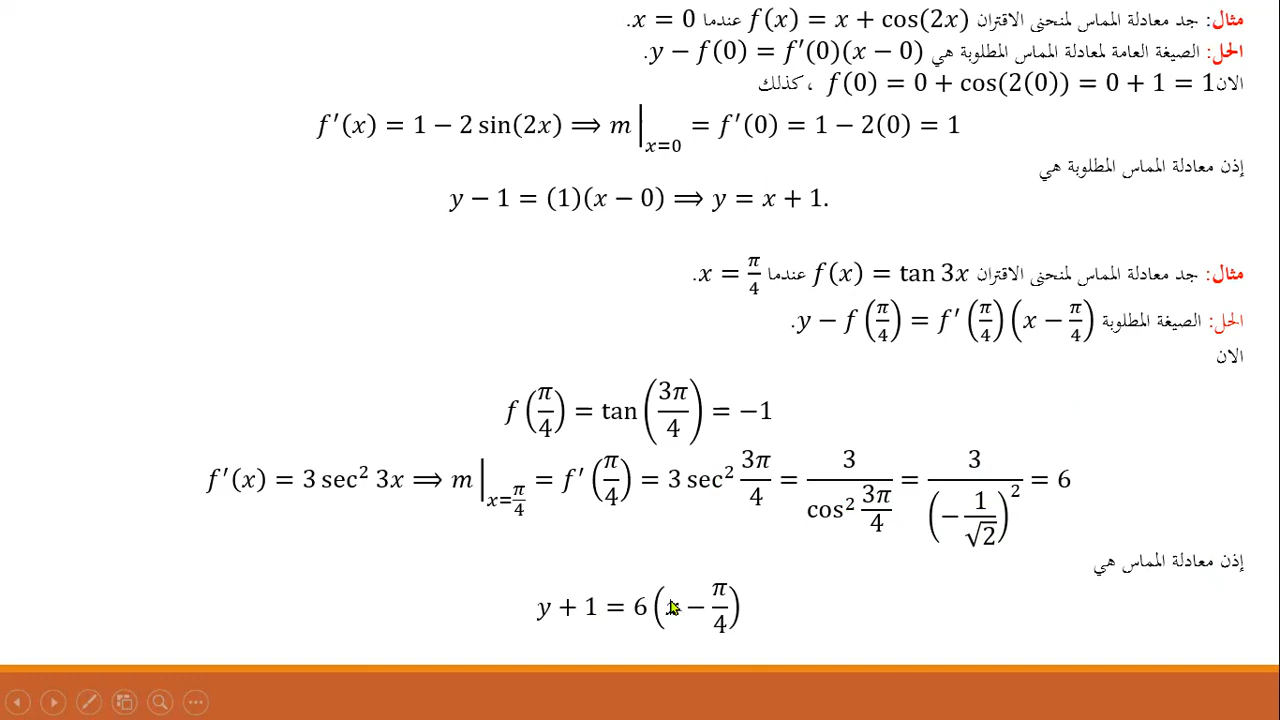 مثال: جد معادلة المماس لمنحنى الاقتران f(x) = x + cos(2x) عندما x = 0.
الحل: الصيغة العامة لمعادلة المماس المطلوبة هي y − f(0) = f′(0)(x − 0).
الان f(0) = 0 + cos(2(0)) = 0 + 1 = 1 ، كذلك
f′(x) = 1 − 2 sin(2x) ⟹ m|ₓ₌₀ = f′(0) = 1 − 2(0) = 1
إذن معادلة المماس المطلوبة هي
y − 1 = (1)(x − 0) ⟹ y = x + 1.
مثال: جد معادلة المماس لمنحنى الاقتران f(x) = tan 3x عندما x = π/4.
الحل: الصيغة المطلوبة y − f(π/4) = f′(π/4)(x − π/4).
الان
f(π/4) = tan(3π/4) = −1
f′(x) = 3 sec² 3x ⟹ m|x=π/4 = f′(π/4) = 3 sec² 3π/4 = 3/(cos² 3π/4) = 3/(−1/√2)² = 6
إذن معادلة المماس هي
y + 1 = 6(x − π/4)